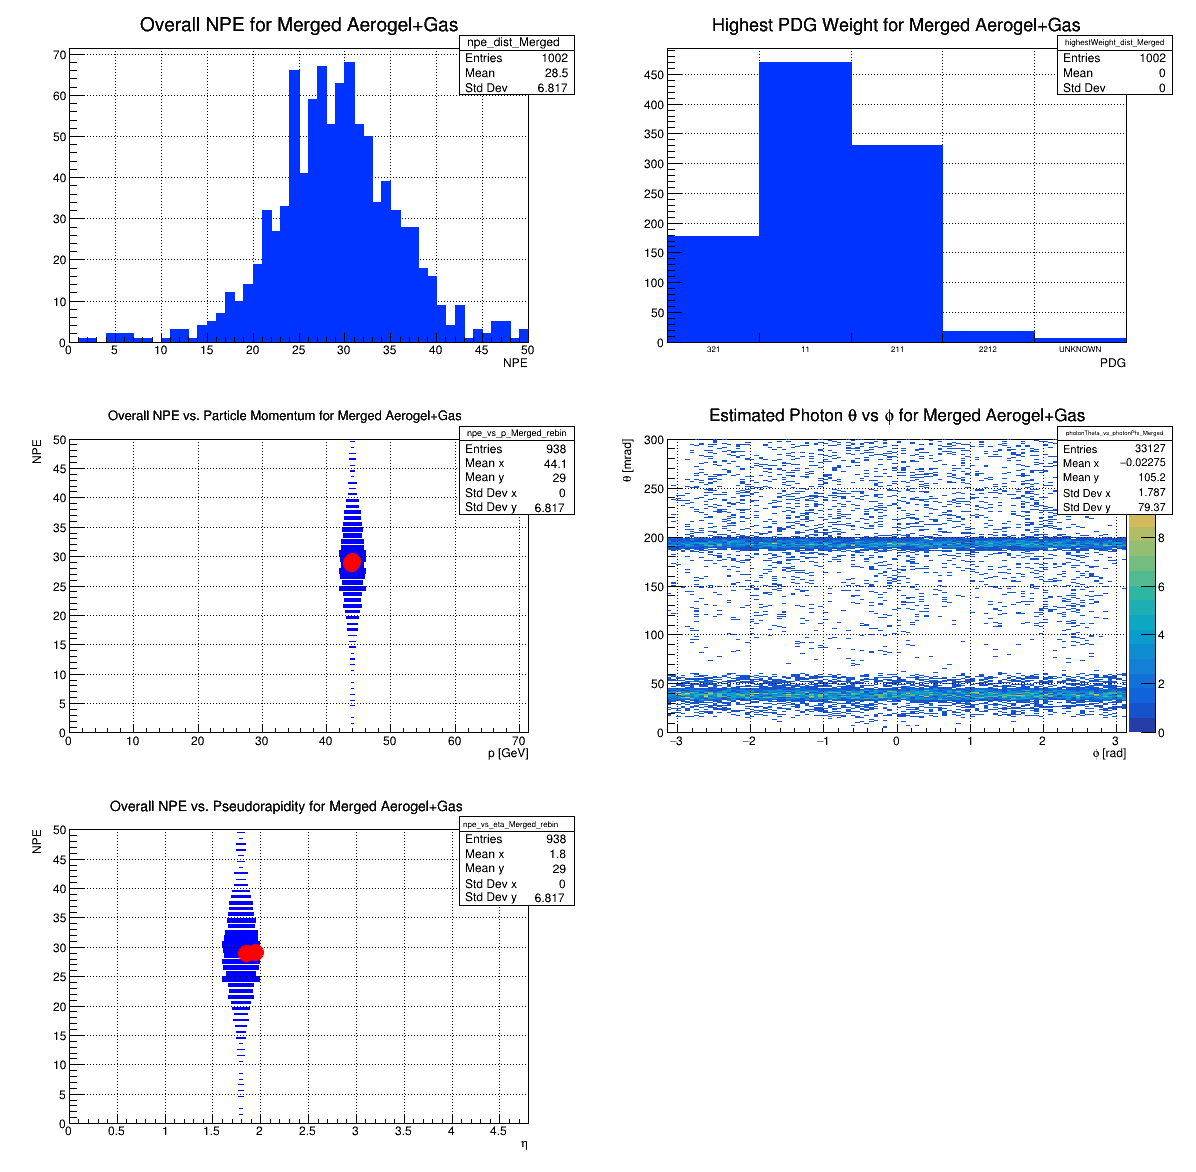 Overall NPE for Merged Aerogel+Gas
npe_dist_Merged
Entries 1002
Mean 28.5
Std Dev 6.817
70
60
50
40
30
20
10
0
0 5 10 15 20 25 30 35 40 45 50
NPE
Highest PDG Weight for Merged Aerogel+Gas
highestWeight_dist_Merged
Entries 1002
Mean 0
Std Dev 0
450
400
350
300
250
200
150
100
50
0
321 11 211 2212 UNKNOWN
PDG
Overall NPE vs. Particle Momentum for Merged Aerogel+Gas
npe_vs_p_Merged_rebin
Entries 938
Mean x 44.1
Mean y 29
Std Dev x 0
Std Dev y 6.817
NPE
50
45
40
35
30
25
20
15
10
5
0
0 10 20 30 40 50 60 70
p [GeV]
Estimated Photon θ vs ϕ for Merged Aerogel+Gas
photonTheta_vs_photonPhi_Merged
Entries 33127
Mean x −0.02275
Mean y 105.2
Std Dev x 1.787
Std Dev y 79.37
θ [mrad]
300
250
200
150
100
50
0
−3 −2 −1 0 1 2 3
ϕ [rad]
8
6
4
2
0
Overall NPE vs. Pseudorapidity for Merged Aerogel+Gas
npe_vs_eta_Merged_rebin
Entries 938
Mean x 1.8
Mean y 29
Std Dev x 0
Std Dev y 6.817
NPE
50
45
40
35
30
25
20
15
10
5
0
0 0.5 1 1.5 2 2.5 3 3.5 4 4.5
η